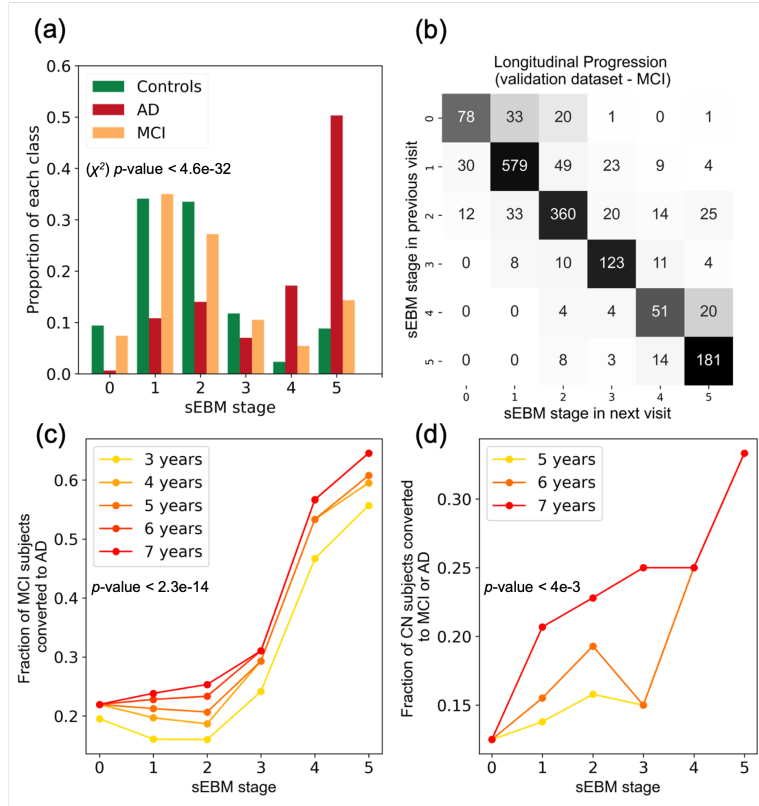 (a)
0.6
0.5
0.4
0.3
0.2
0.1
0.0
Proportion of each class
Controls
AD
MCI
(χ²) p-value < 4.6e-32
0 1 2 3 4 5
sEBM stage
(b)
Longitudinal Progression
(validation dataset - MCI)
sEBM stage in previous visit
0 78 33 20 1 0 1
1 30 579 49 23 9 4
2 12 33 360 20 14 25
3 0 8 10 123 11 4
4 0 0 4 4 51 20
5 0 0 8 3 14 181
0 1 2 3 4 5
sEBM stage in next visit
(c)
0.6
0.5
0.4
0.3
0.2
Fraction of MCI subjects
converted to AD
3 years
4 years
5 years
6 years
7 years
p-value < 2.3e-14
0 1 2 3 4 5
sEBM stage
(d)
0.30
0.25
0.20
0.15
Fraction of CN subjects converted
to MCI or AD
5 years
6 years
7 years
p-value < 4e-3
0 1 2 3 4 5
sEBM stage